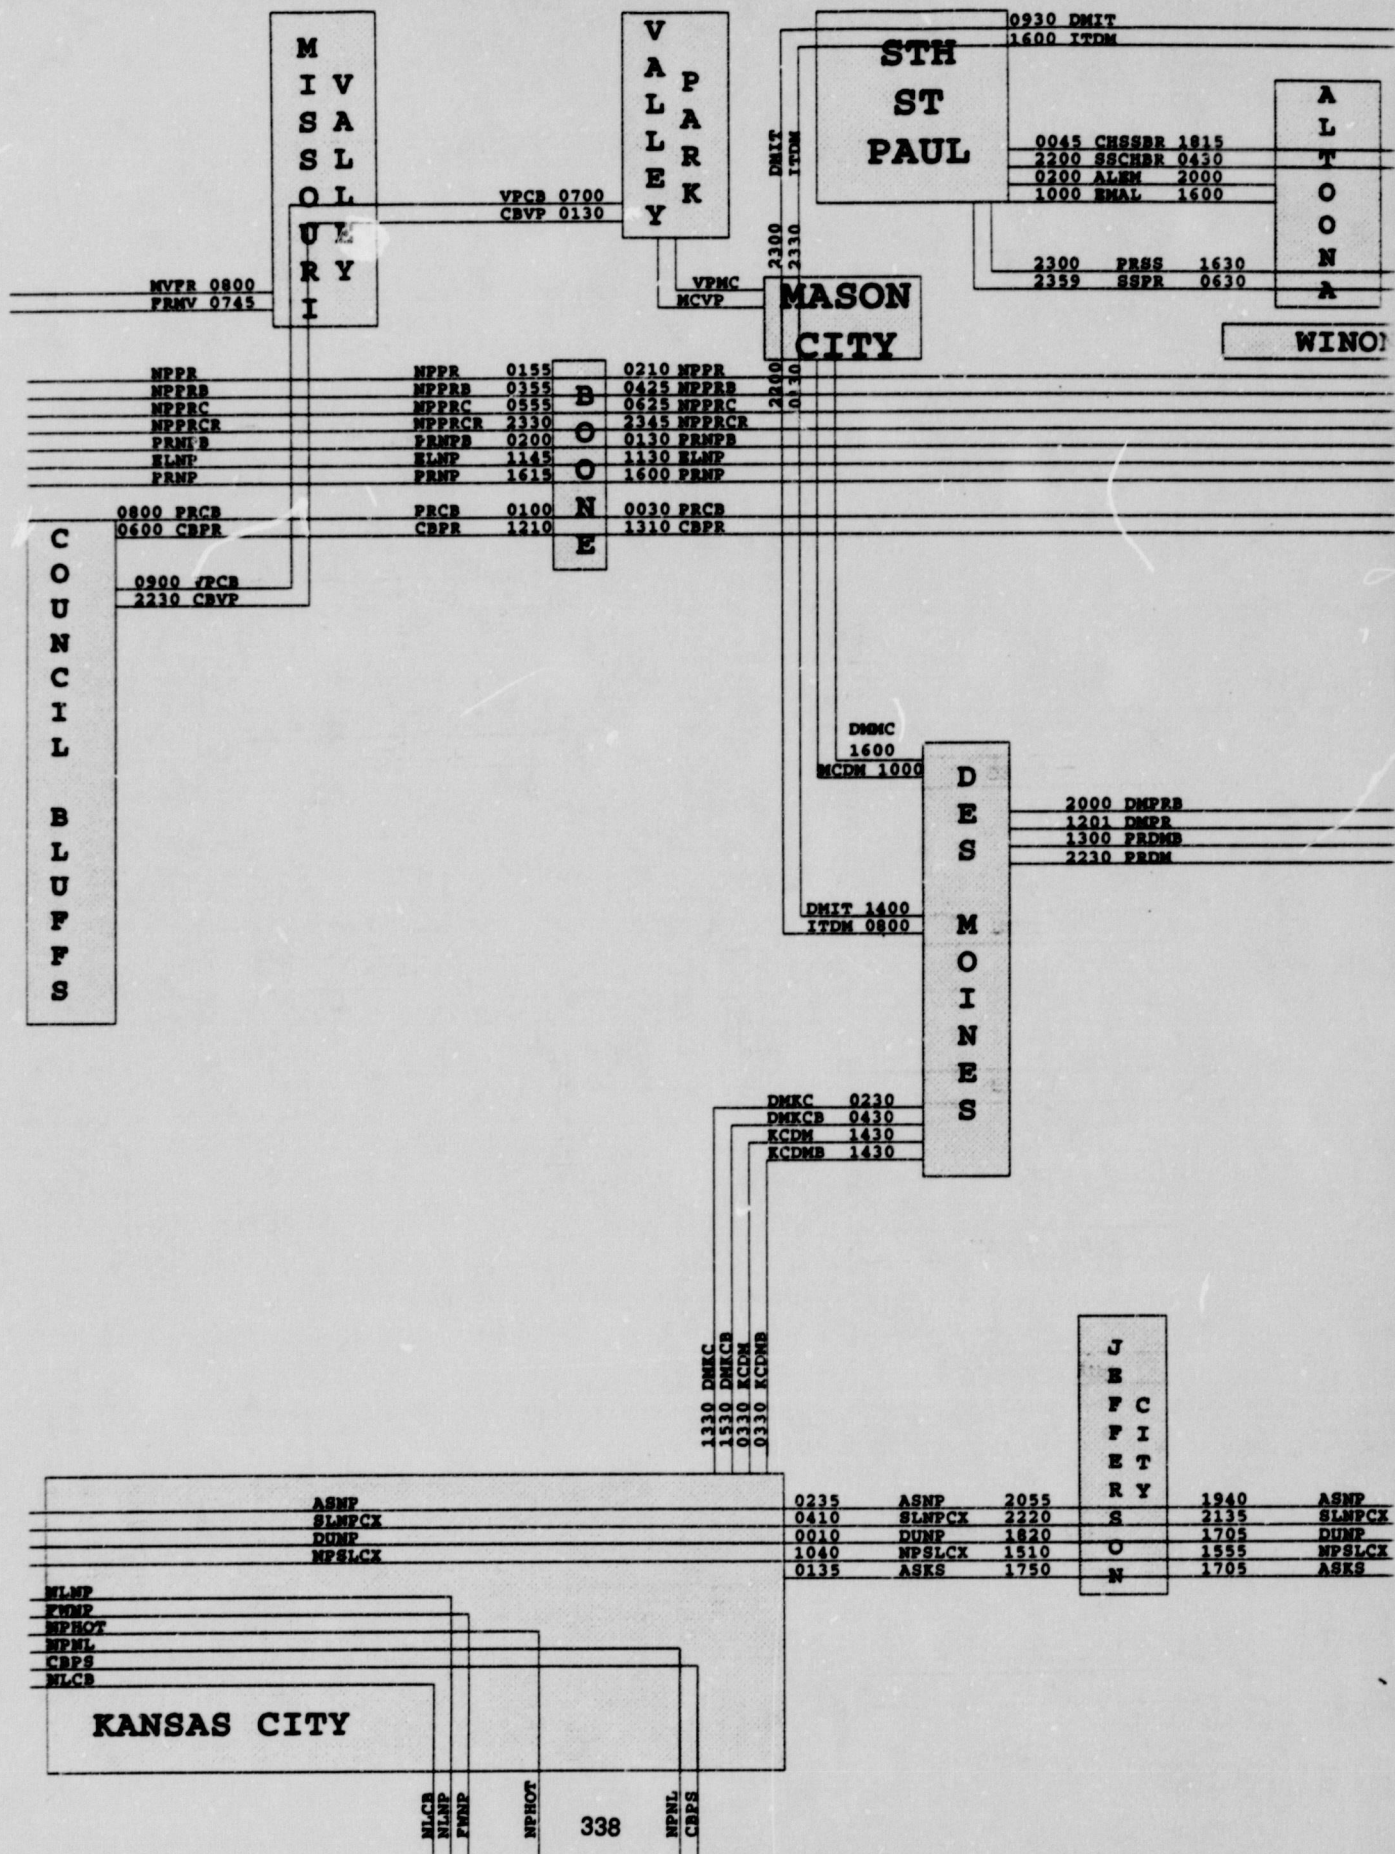 MISSOURI VALLEY
VALLEY PARK
STH
ST
PAUL
0930 DMIT
1600 ITDM
ALTOONA
DMIT
ITDM
0045 CHSSBR 1815
2200 SSCHBR 0430
0200 ALEM 2000
1000 EMAL 1600
VPCB 0700
CBVP 0130
2300
2330
2300 PRSS 1630
2359 SSPR 0630
MVPR 0800
PRMV 0745
VPMC
MCVP
MASON
CITY
WINON
2200
0130
NPPR NPPR 0155 0210 NPPR
NPPRB NPPRB 0355 0425 NPPRB
NPPRC NPPRC 0555 0625 NPPRC
NPPRCR NPPRCR 2330 2345 NPPRCR
PRNPB PRNPB 0200 0130 PRNPB
ELNP ELNP 1145 1130 ELNP
PRNP PRNP 1615 1600 PRNP
BOONE
0800 PRCB PRCB 0100 0030 PRCB
0600 CBPR CBPR 1210 1310 CBPR
COUNCIL BLUFFS
0900 VPCB
2230 CBVP
DMMC
1600
MCDM 1000
DES MOINES
2000 DMPRB
1201 DMPR
1300 PRDMB
2230 PRDM
DMIT 1400
ITDM 0800
DMKC 0230
DMKCB 0430
KCDM 1430
KCDMB 1430
1330 DMKC
1530 DMKCB
0330 KCDM
0330 KCDMB
JEFFERSON CITY
ASNP 0235 ASNP 2055 1940 ASNP
SLNPCX 0410 SLNPCX 2220 2135 SLNPCX
DUNP 0010 DUNP 1820 1705 DUNP
NPSLCX 1040 NPSLCX 1510 1555 NPSLCX
0135 ASKS 1750 1705 ASKS
NLNP
FWNP
NPHOT
NPNL
CBPS
NLCB
KANSAS CITY
NLCB
NLNP
FWNP
NPHOT
NPNL
CBPS
338